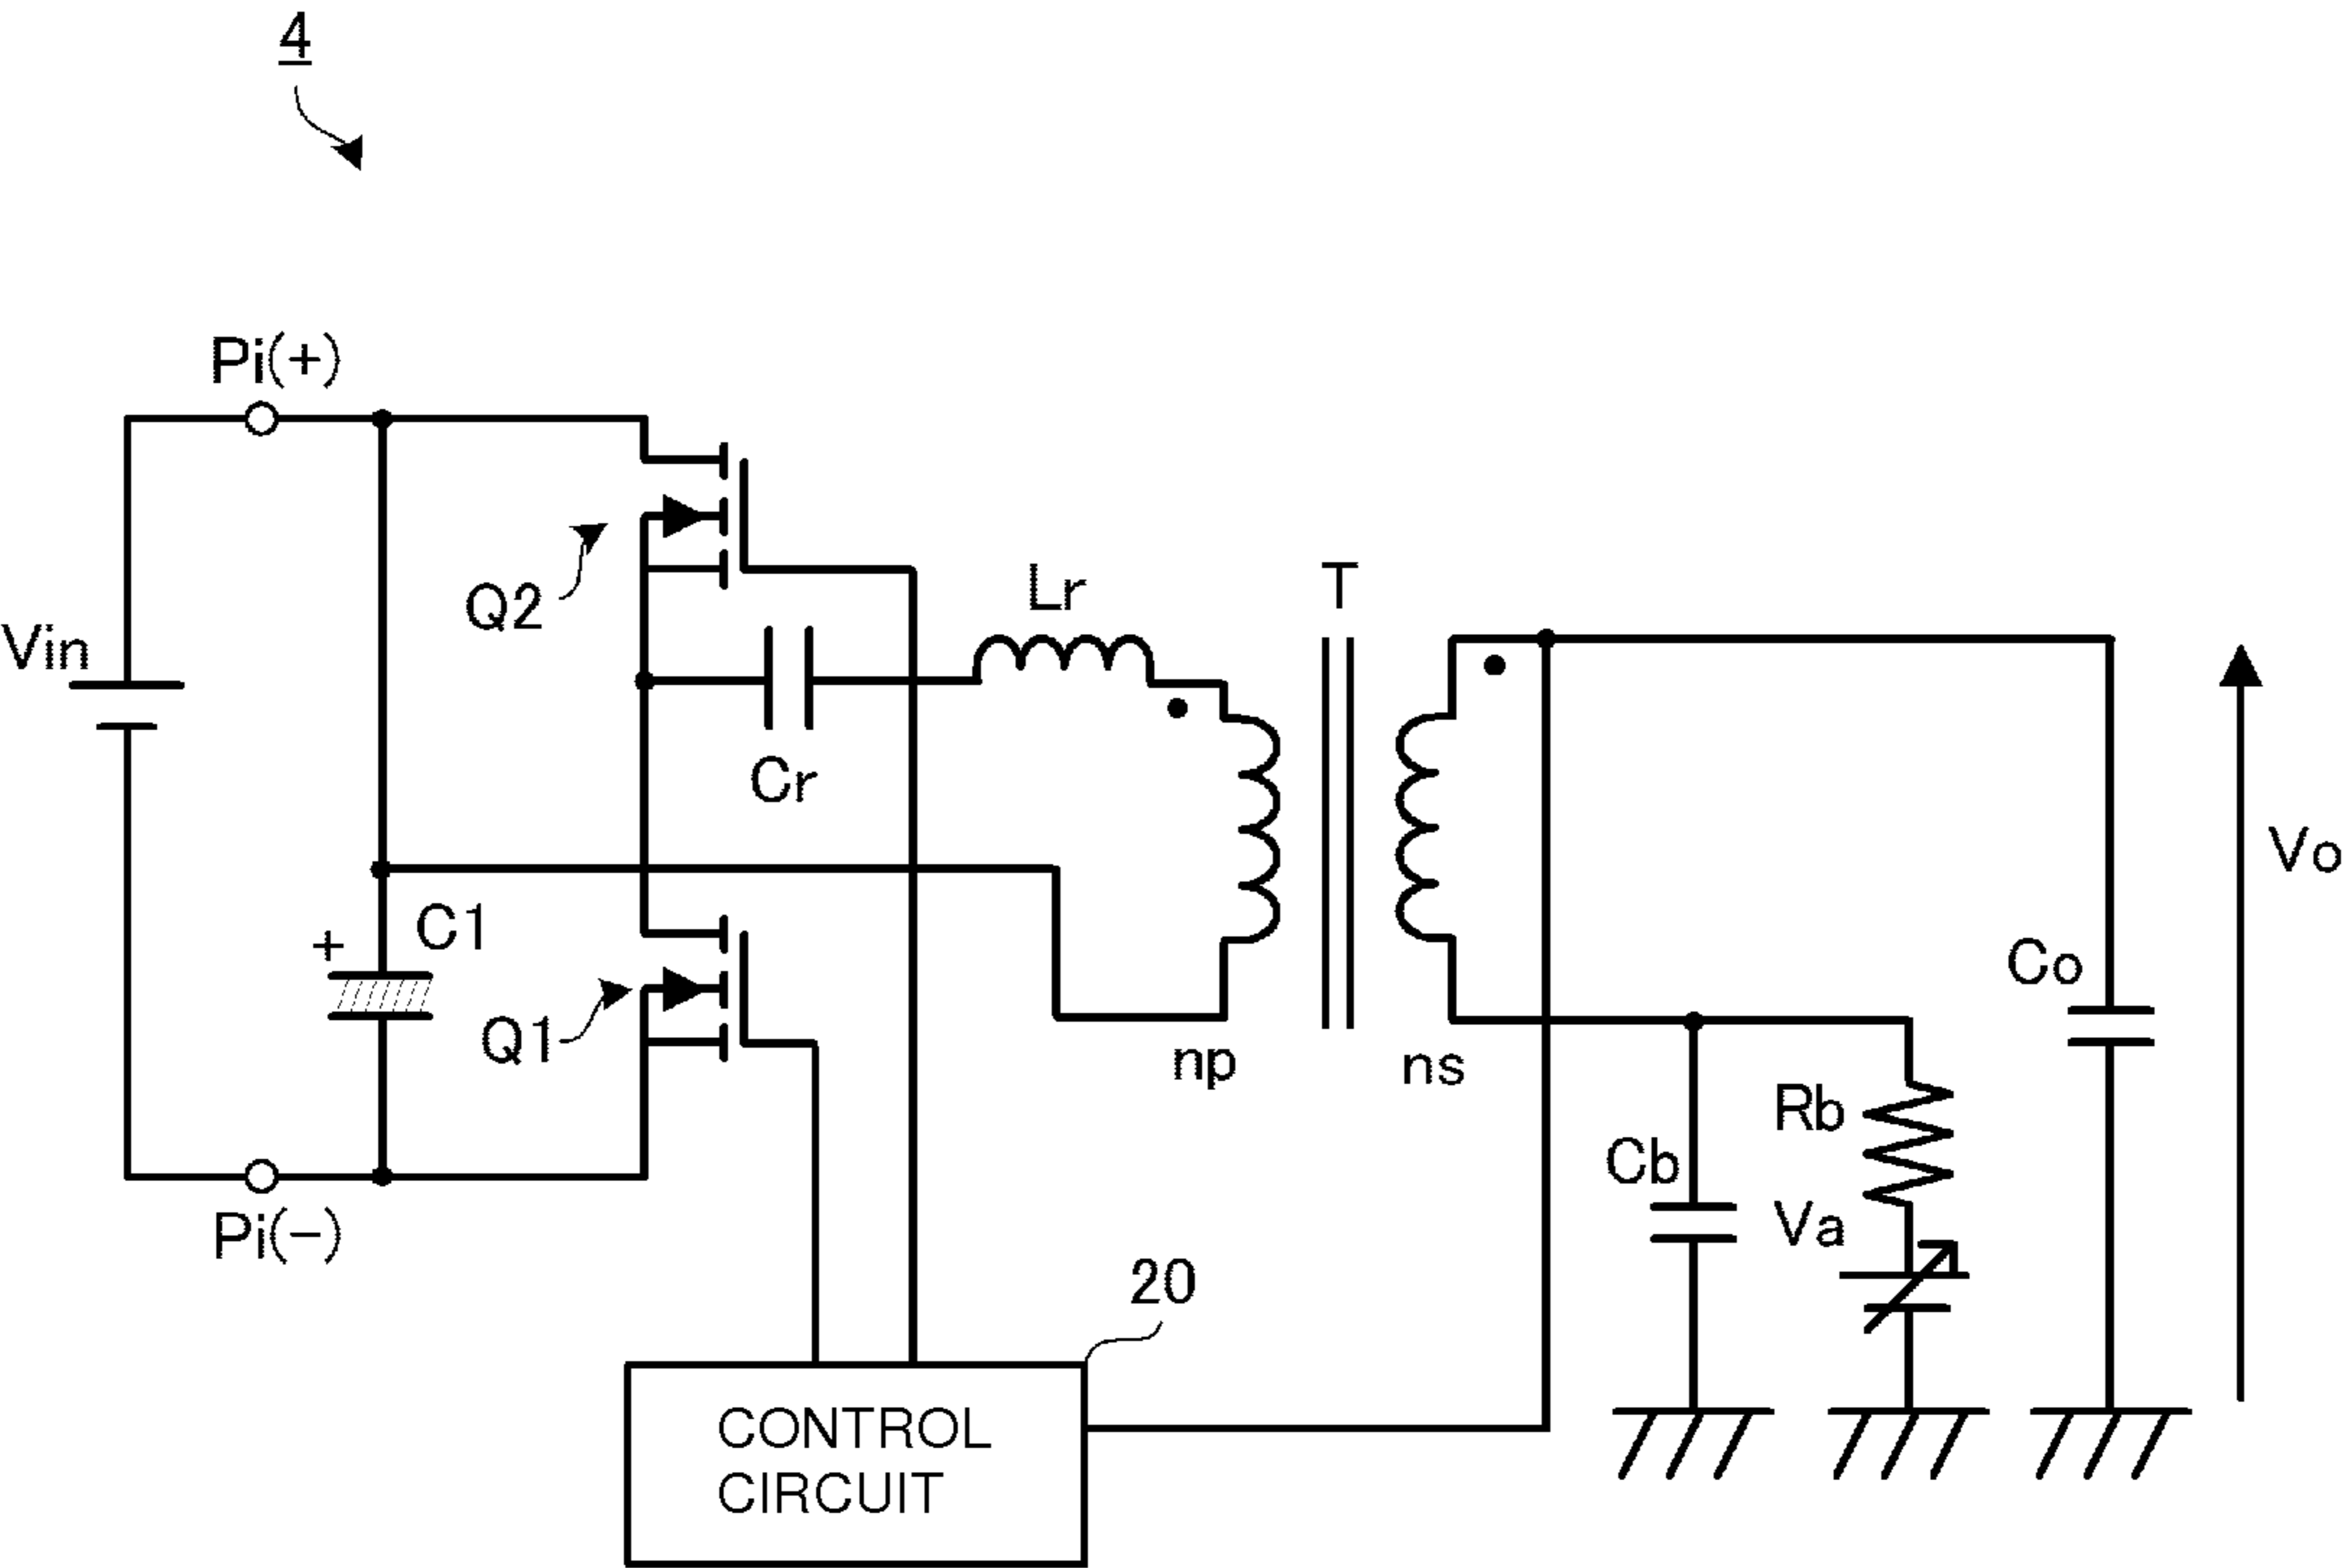 4
Pi(+)
Q2
Lr
T
Vin
Cr
Vo
+
C1
Co
Q1
np
ns
Rb
Cb
Va
Pi(−)
20
CONTROL
CIRCUIT